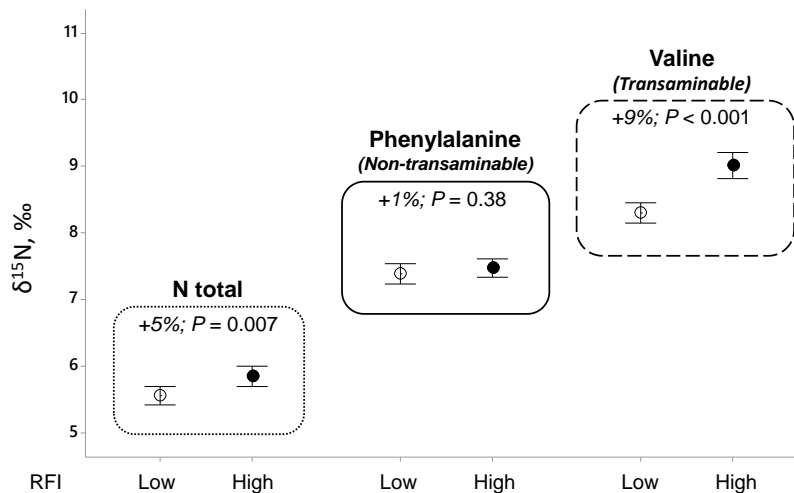 11
10
9
8
7
6
5
δ¹⁵N, ‰
Valine
(Transaminable)
+9%; P < 0.001
Phenylalanine
(Non-transaminable)
+1%; P = 0.38
N total
+5%; P = 0.007
RFI Low High Low High Low High